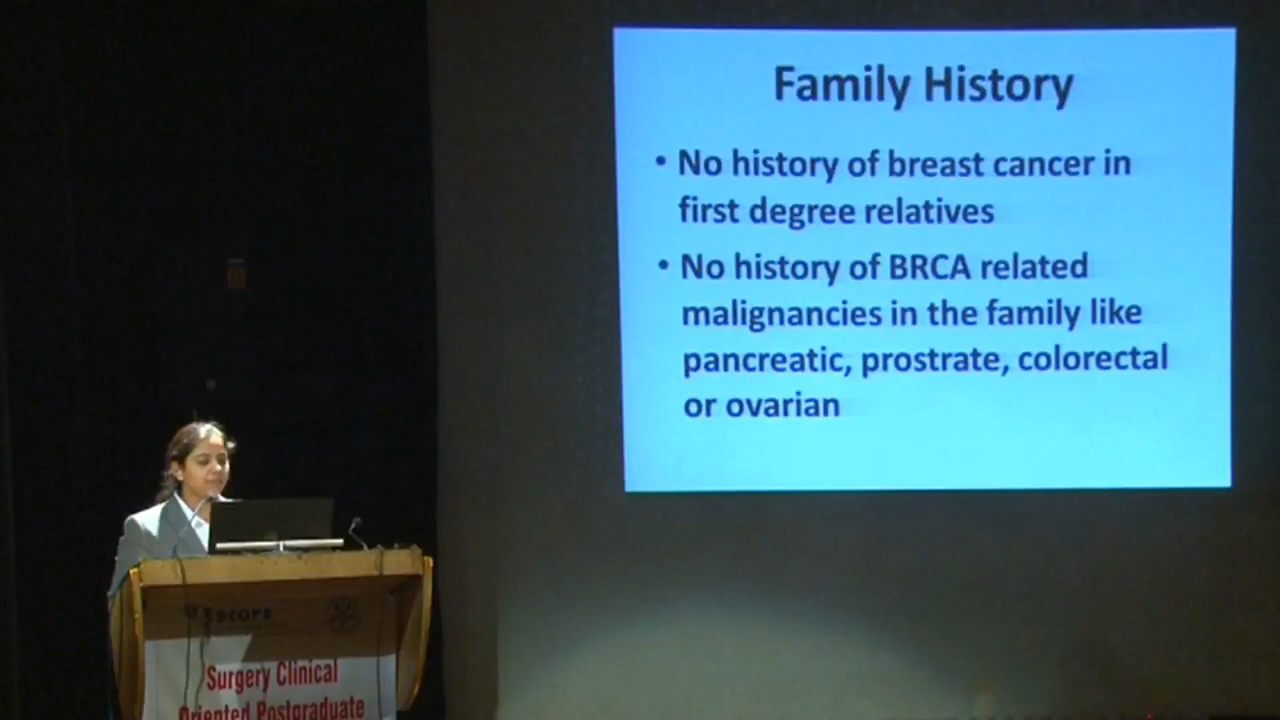 Family History
• No history of breast cancer in
first degree relatives
• No history of BRCA related
malignancies in the family like
pancreatic, prostrate, colorectal
or ovarian
Surgery Clinical
Oriented Postgraduate